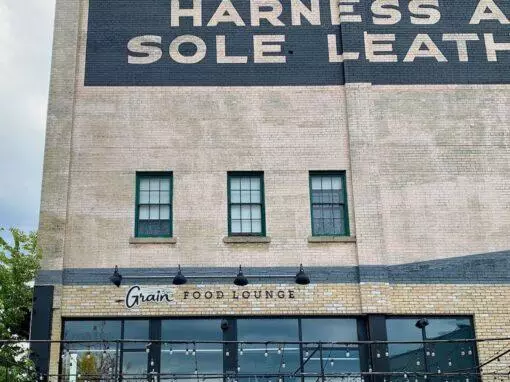 HARNESS A
SOLE LEATH
Grain FOOD LOUNGE